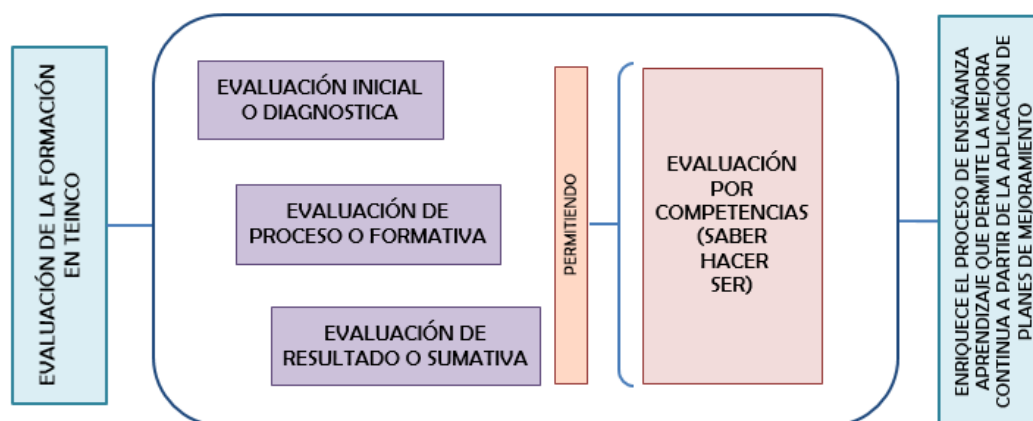 EVALUACIÓN DE LA FORMACIÓN
EN TEINCO
EVALUACIÓN INICIAL
O DIAGNOSTICA
EVALUACIÓN DE
PROCESO O FORMATIVA
EVALUACIÓN DE
RESULTADO O SUMATIVA
PERMITIENDO
EVALUACIÓN
POR
COMPETENCIAS
(SABER
HACER
SER)
ENRIQUECE EL PROCESO DE ENSEÑANZA
APRENDIZAJE QUE PERMITE LA MEJORA
CONTINUA A PARTIR DE LA APLICACIÓN DE
PLANES DE MEJORAMIENTO